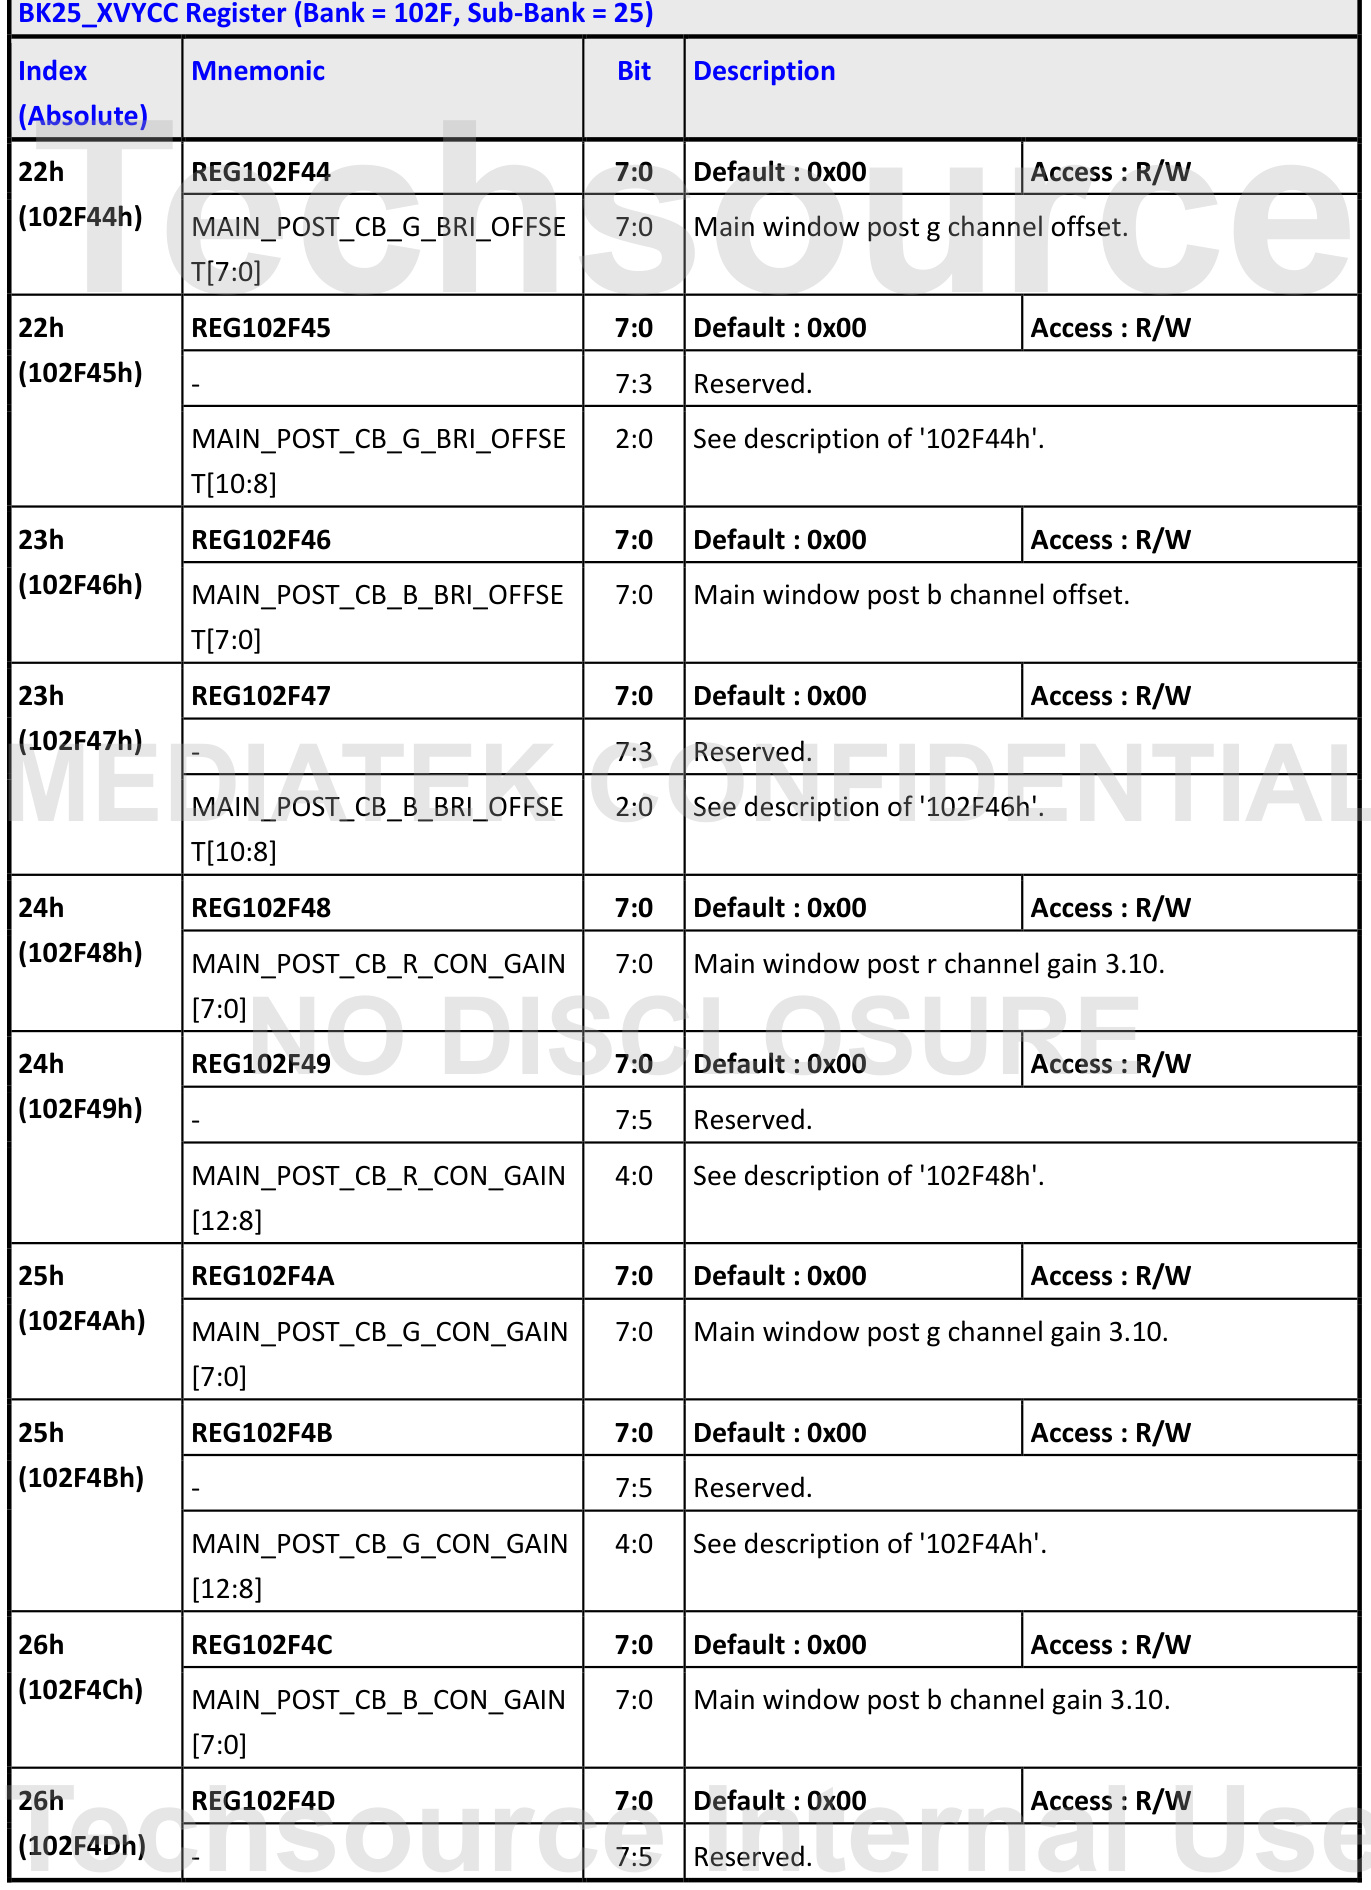 BK25_XVYCC Register (Bank = 102F, Sub-Bank = 25)
Index (Absolute) Mnemonic Bit Description
22h (102F44h) REG102F44 7:0 Default : 0x00 Access : R/W
MAIN_POST_CB_G_BRI_OFFSE 7:0 Main window post g channel offset.
T[7:0]
22h (102F45h) REG102F45 7:0 Default : 0x00 Access : R/W
- 7:3 Reserved.
MAIN_POST_CB_G_BRI_OFFSE 2:0 See description of '102F44h'.
T[10:8]
23h (102F46h) REG102F46 7:0 Default : 0x00 Access : R/W
MAIN_POST_CB_B_BRI_OFFSE 7:0 Main window post b channel offset.
T[7:0]
23h (102F47h) REG102F47 7:0 Default : 0x00 Access : R/W
- 7:3 Reserved.
MAIN_POST_CB_B_BRI_OFFSE 2:0 See description of '102F46h'.
T[10:8]
24h (102F48h) REG102F48 7:0 Default : 0x00 Access : R/W
MAIN_POST_CB_R_CON_GAIN 7:0 Main window post r channel gain 3.10.
[7:0]
24h (102F49h) REG102F49 7:0 Default : 0x00 Access : R/W
- 7:5 Reserved.
MAIN_POST_CB_R_CON_GAIN 4:0 See description of '102F48h'.
[12:8]
25h (102F4Ah) REG102F4A 7:0 Default : 0x00 Access : R/W
MAIN_POST_CB_G_CON_GAIN 7:0 Main window post g channel gain 3.10.
[7:0]
25h (102F4Bh) REG102F4B 7:0 Default : 0x00 Access : R/W
- 7:5 Reserved.
MAIN_POST_CB_G_CON_GAIN 4:0 See description of '102F4Ah'.
[12:8]
26h (102F4Ch) REG102F4C 7:0 Default : 0x00 Access : R/W
MAIN_POST_CB_B_CON_GAIN 7:0 Main window post b channel gain 3.10.
[7:0]
26h (102F4Dh) REG102F4D 7:0 Default : 0x00 Access : R/W
- 7:5 Reserved.
Techsource
MEDIATEK CONFIDENTIAL
NO DISCLOSURE
Techsource Internal Use